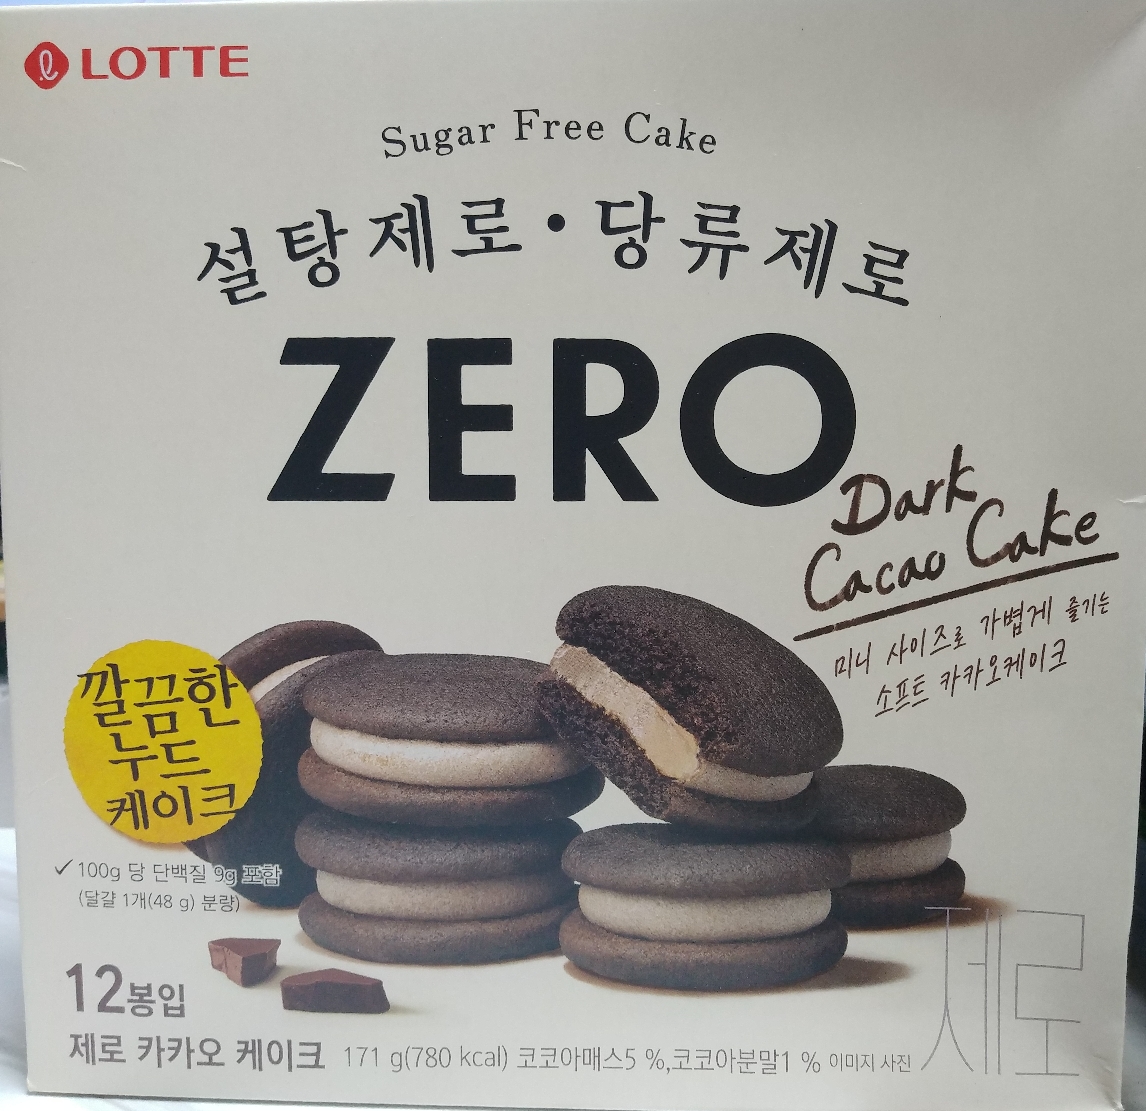 LOTTE
Sugar Free Cake
설탕제로·당류제로
ZERO
Dark
Cacao Cake
미니 사이즈로 가볍게 즐기는
소프트 카카오케이크
깔끔한
누드
케이크
✓ 100g 당 단백질 9g 포함
(달걀 1개(48 g) 분량)
12봉입
제로 카카오 케이크 171 g(780 kcal) 코코아매스5 %,코코아분말1 % 이미지 사진
제로